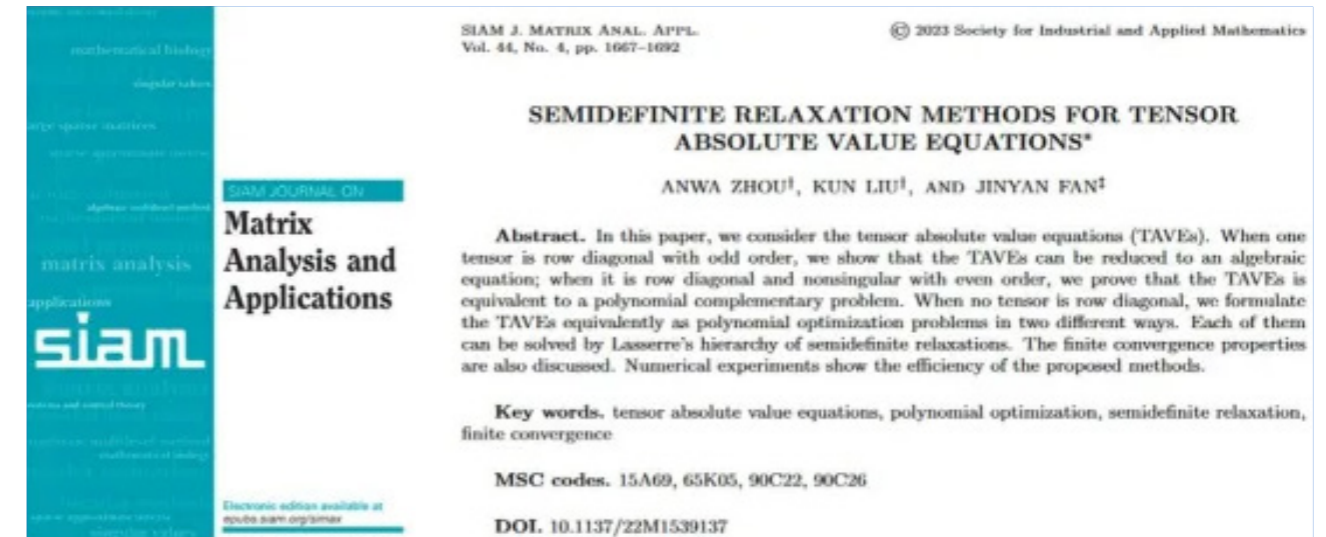 mathematical biology
singular values
large sparse matrices
matrix analysis
applications
siam
SIAM JOURNAL ON
Matrix
Analysis and
Applications
Electronic edition available at
epubs.siam.org/simax
SIAM J. MATRIX ANAL. APPL.
Vol. 44, No. 4, pp. 1667–1692
© 2023 Society for Industrial and Applied Mathematics
SEMIDEFINITE RELAXATION METHODS FOR TENSOR
ABSOLUTE VALUE EQUATIONS*
ANWA ZHOU†, KUN LIU†, AND JINYAN FAN‡
Abstract. In this paper, we consider the tensor absolute value equations (TAVEs). When one
tensor is row diagonal with odd order, we show that the TAVEs can be reduced to an algebraic
equation; when it is row diagonal and nonsingular with even order, we prove that the TAVEs is
equivalent to a polynomial complementary problem. When no tensor is row diagonal, we formulate
the TAVEs equivalently as polynomial optimization problems in two different ways. Each of them
can be solved by Lasserre's hierarchy of semidefinite relaxations. The finite convergence properties
are also discussed. Numerical experiments show the efficiency of the proposed methods.
Key words. tensor absolute value equations, polynomial optimization, semidefinite relaxation,
finite convergence
MSC codes. 15A69, 65K05, 90C22, 90C26
DOI. 10.1137/22M1539137